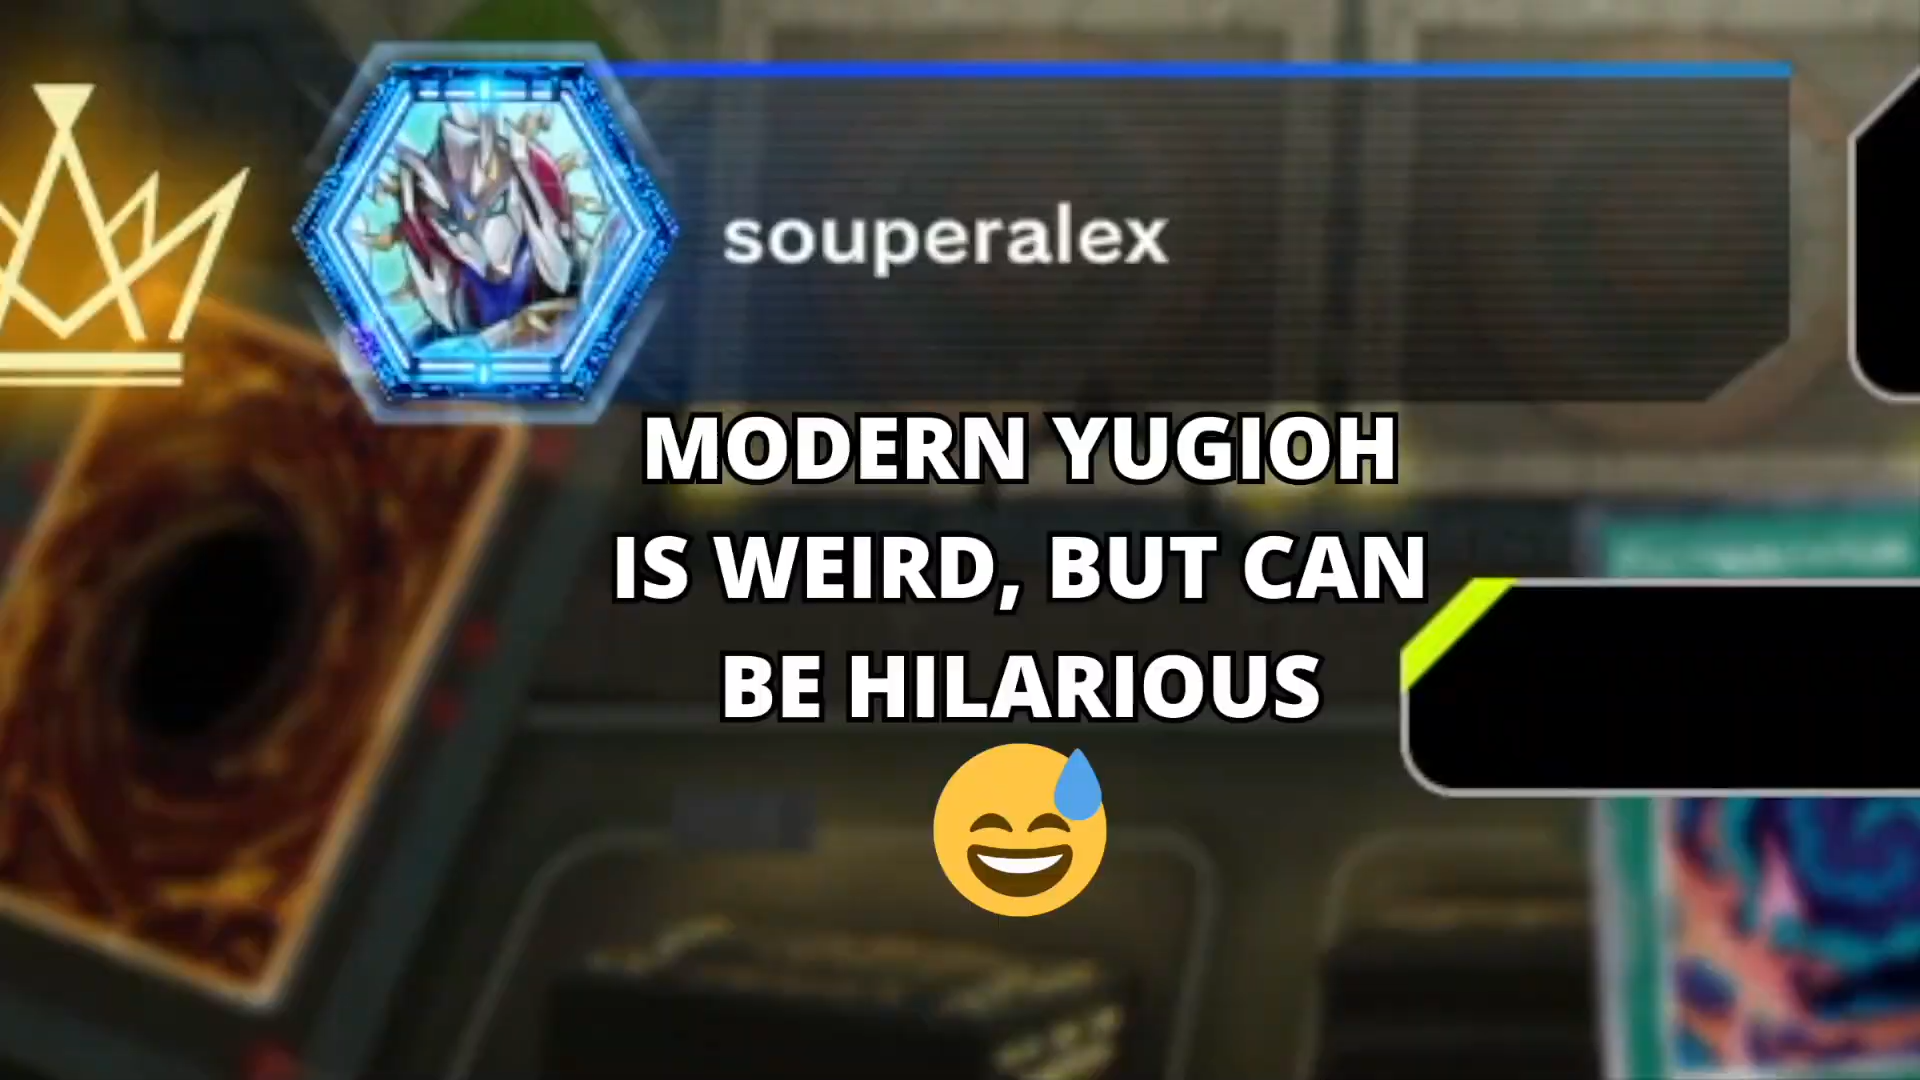 souperalex
MODERN YUGIOH
IS WEIRD, BUT CAN
BE HILARIOUS